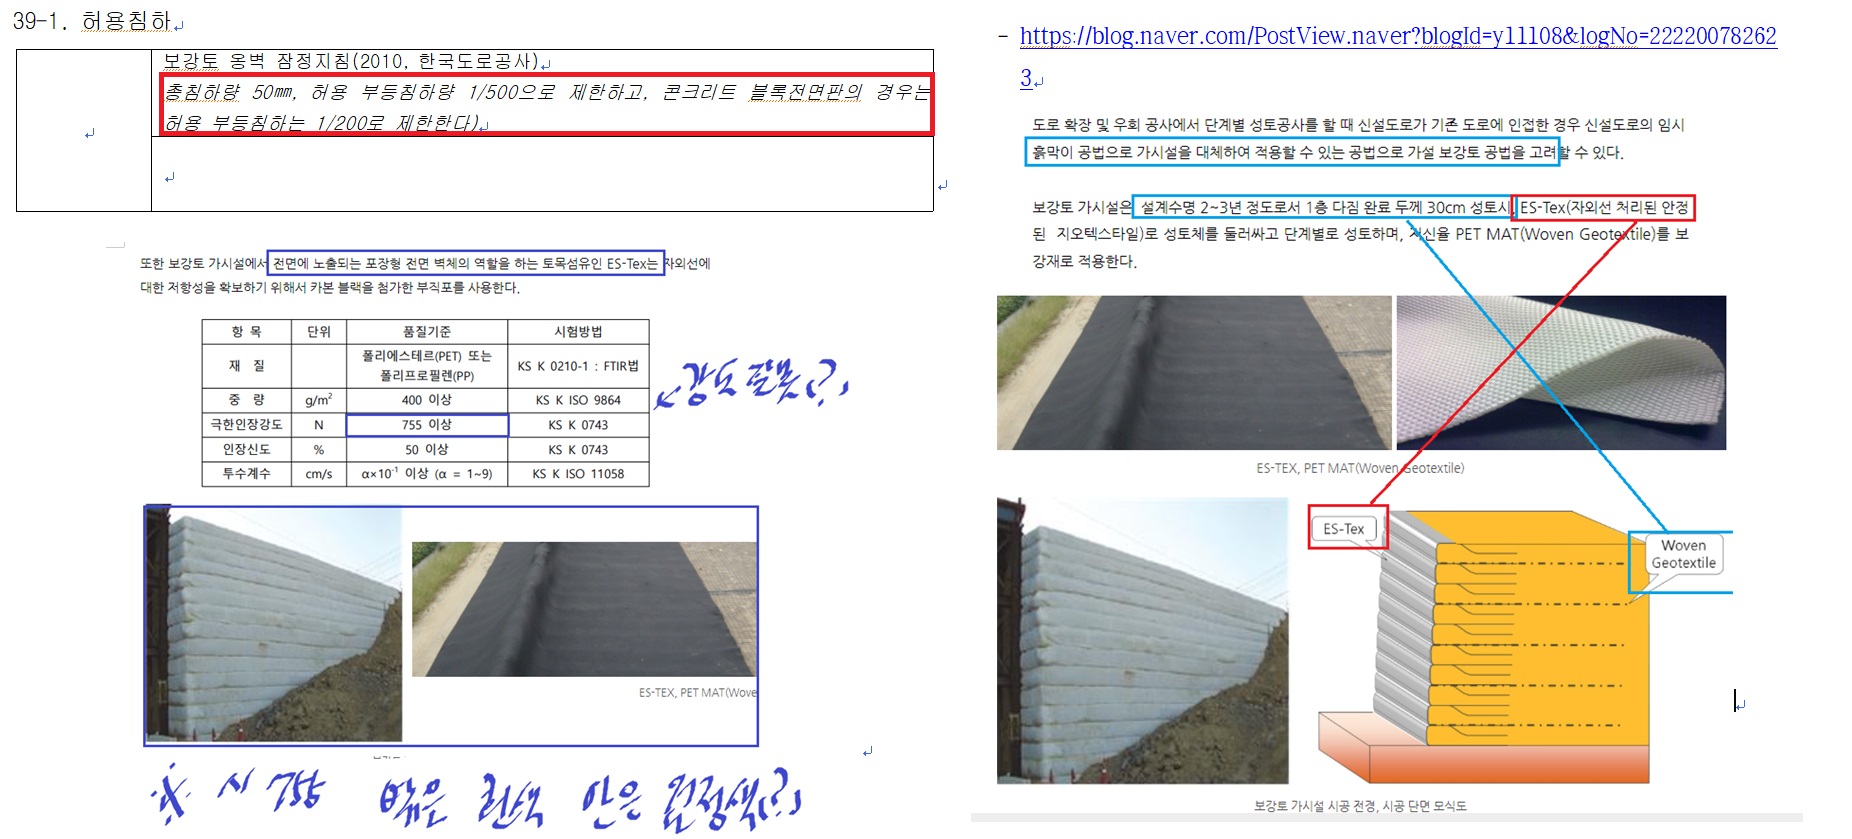 39-1. 허용침하
보강토 옹벽 잠정지침(2010, 한국도로공사)
총침하량 50㎜, 허용 부등침하량 1/500으로 제한하고, 콘크리트 블록전면판의 경우는
허용 부등침하는 1/200로 제한한다)
또한 보강토 가시설에서 전면에 노출되는 포장형 전면 벽체의 역할을 하는 토목섬유인 ES-Tex는 자외선에
대한 저항성을 확보하기 위해서 카본 블랙을 첨가한 부직포를 사용한다.
항 목 단위 품질기준 시험방법
재 질 폴리에스테르(PET) 또는 폴리프로필렌(PP) KS K 0210-1 : FTIR법
중 량 g/m² 400 이상 KS K ISO 9864
극한인장강도 N 755 이상 KS K 0743
인장신도 % 50 이상 KS K 0743
투수계수 cm/s α×10⁻¹ 이상 (α = 1~9) KS K ISO 11058
강도 잘못(?)
ES-TEX, PET MAT(Wove
※ 시공장 밖은 흰색 안은 검정색(?)
- https://blog.naver.com/PostView.naver?blogId=y11108&logNo=22220078262
3
도로 확장 및 우회 공사에서 단계별 성토공사를 할 때 신설도로가 기존 도로에 인접한 경우 신설도로의 임시
흙막이 공법으로 가시설을 대체하여 적용할 수 있는 공법으로 가설 보강토 공법을 고려할 수 있다.
보강토 가시설은 설계수명 2~3년 정도로서 1층 다짐 완료 두께 30cm 성토시, ES-Tex(자외선 처리된 안정
된 지오텍스타일)로 성토체를 둘러싸고 단계별로 성토하며, 저신율 PET MAT(Woven Geotextile)를 보
강재로 적용한다.
ES-TEX, PET MAT(Woven Geotextile)
ES-Tex
Woven
Geotextile
보강토 가시설 시공 전경, 시공 단면 모식도